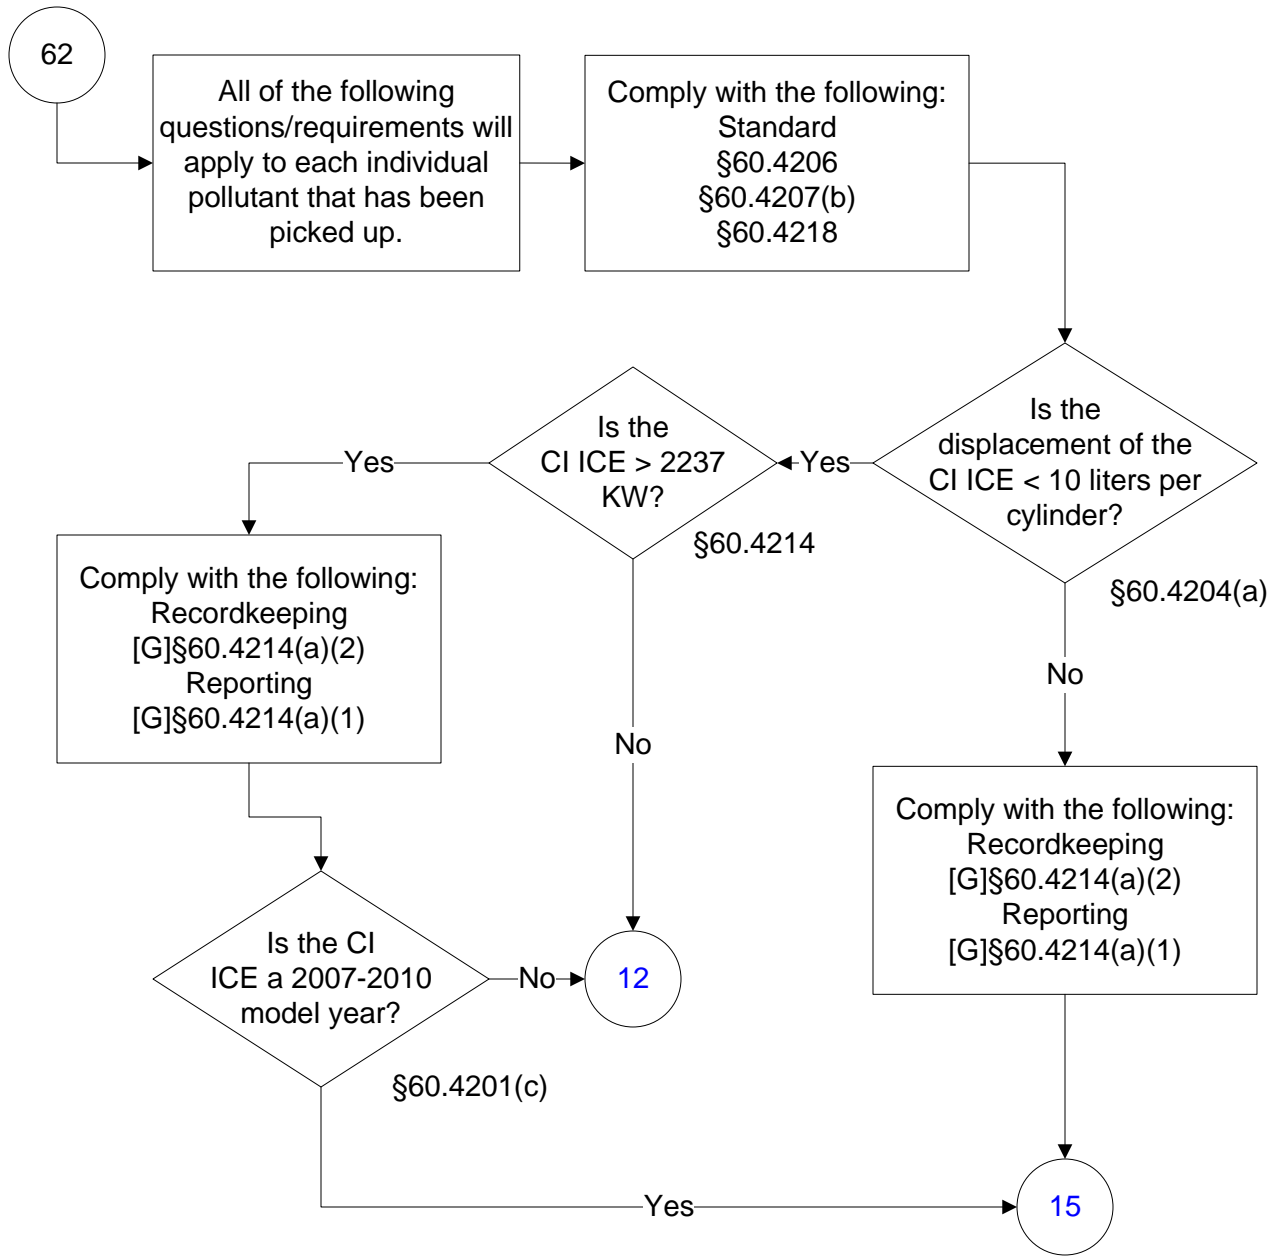 62
All of the following
questions/requirements will
apply to each individual
pollutant that has been
picked up.
Comply with the following:
Standard
§60.4206
§60.4207(b)
§60.4218
Is the
displacement of the
CI ICE < 10 liters per
cylinder?
§60.4204(a)
Yes
No
Is the
CI ICE > 2237
KW?
§60.4214
Yes
No
Comply with the following:
Recordkeeping
[G]§60.4214(a)(2)
Reporting
[G]§60.4214(a)(1)
Comply with the following:
Recordkeeping
[G]§60.4214(a)(2)
Reporting
[G]§60.4214(a)(1)
Is the CI
ICE a 2007-2010
model year?
§60.4201(c)
No
12
Yes
15